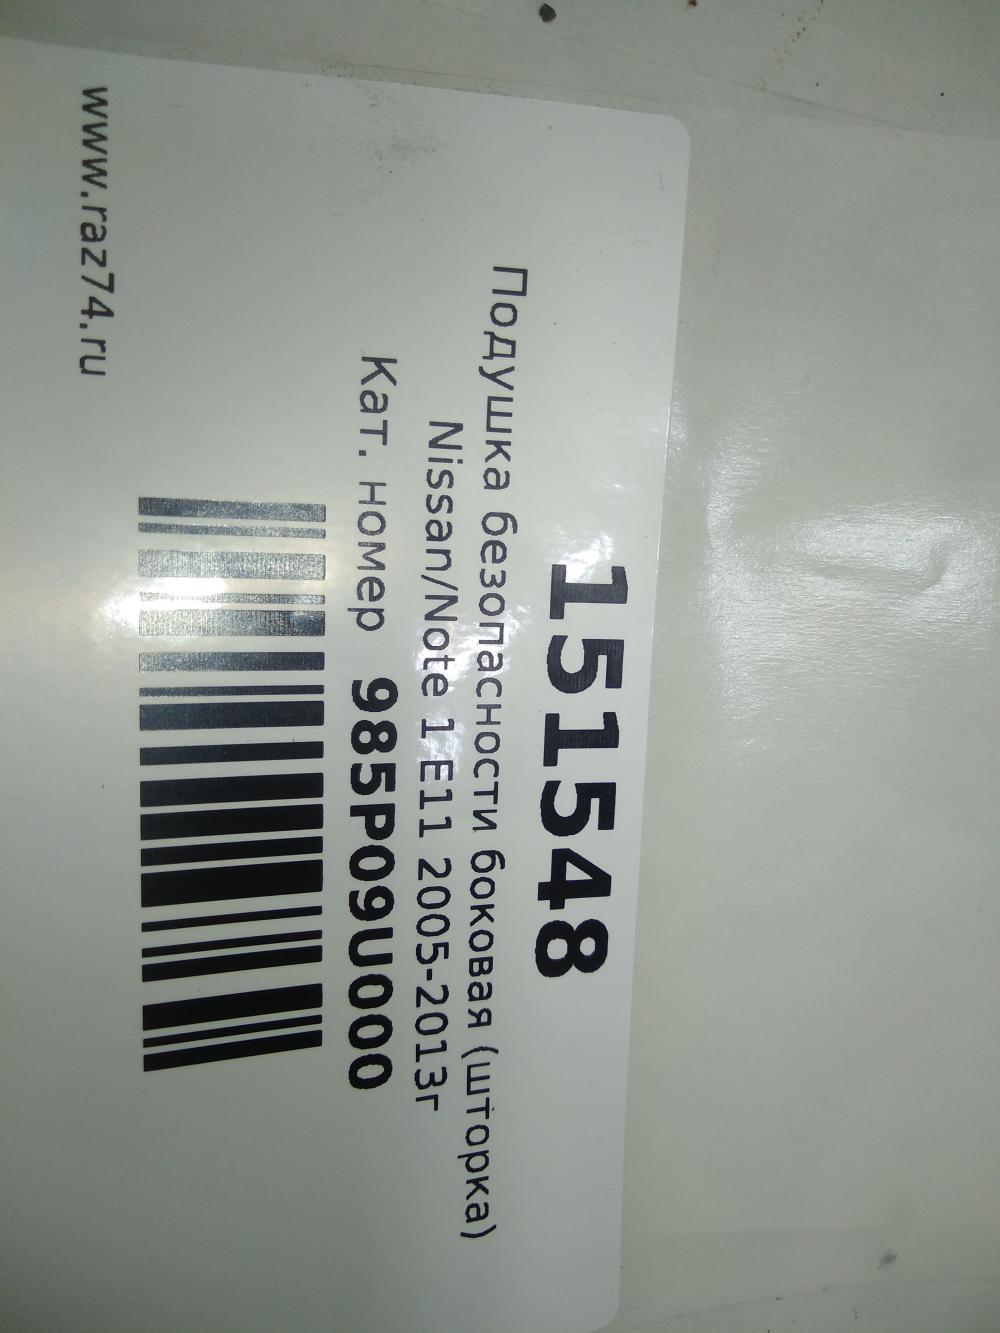 151548
Подушка безопасности боковая (шторка)
Nissan/Note 1 E11 2005-2013г
Кат. номер 985P09U000
www.raz74.ru